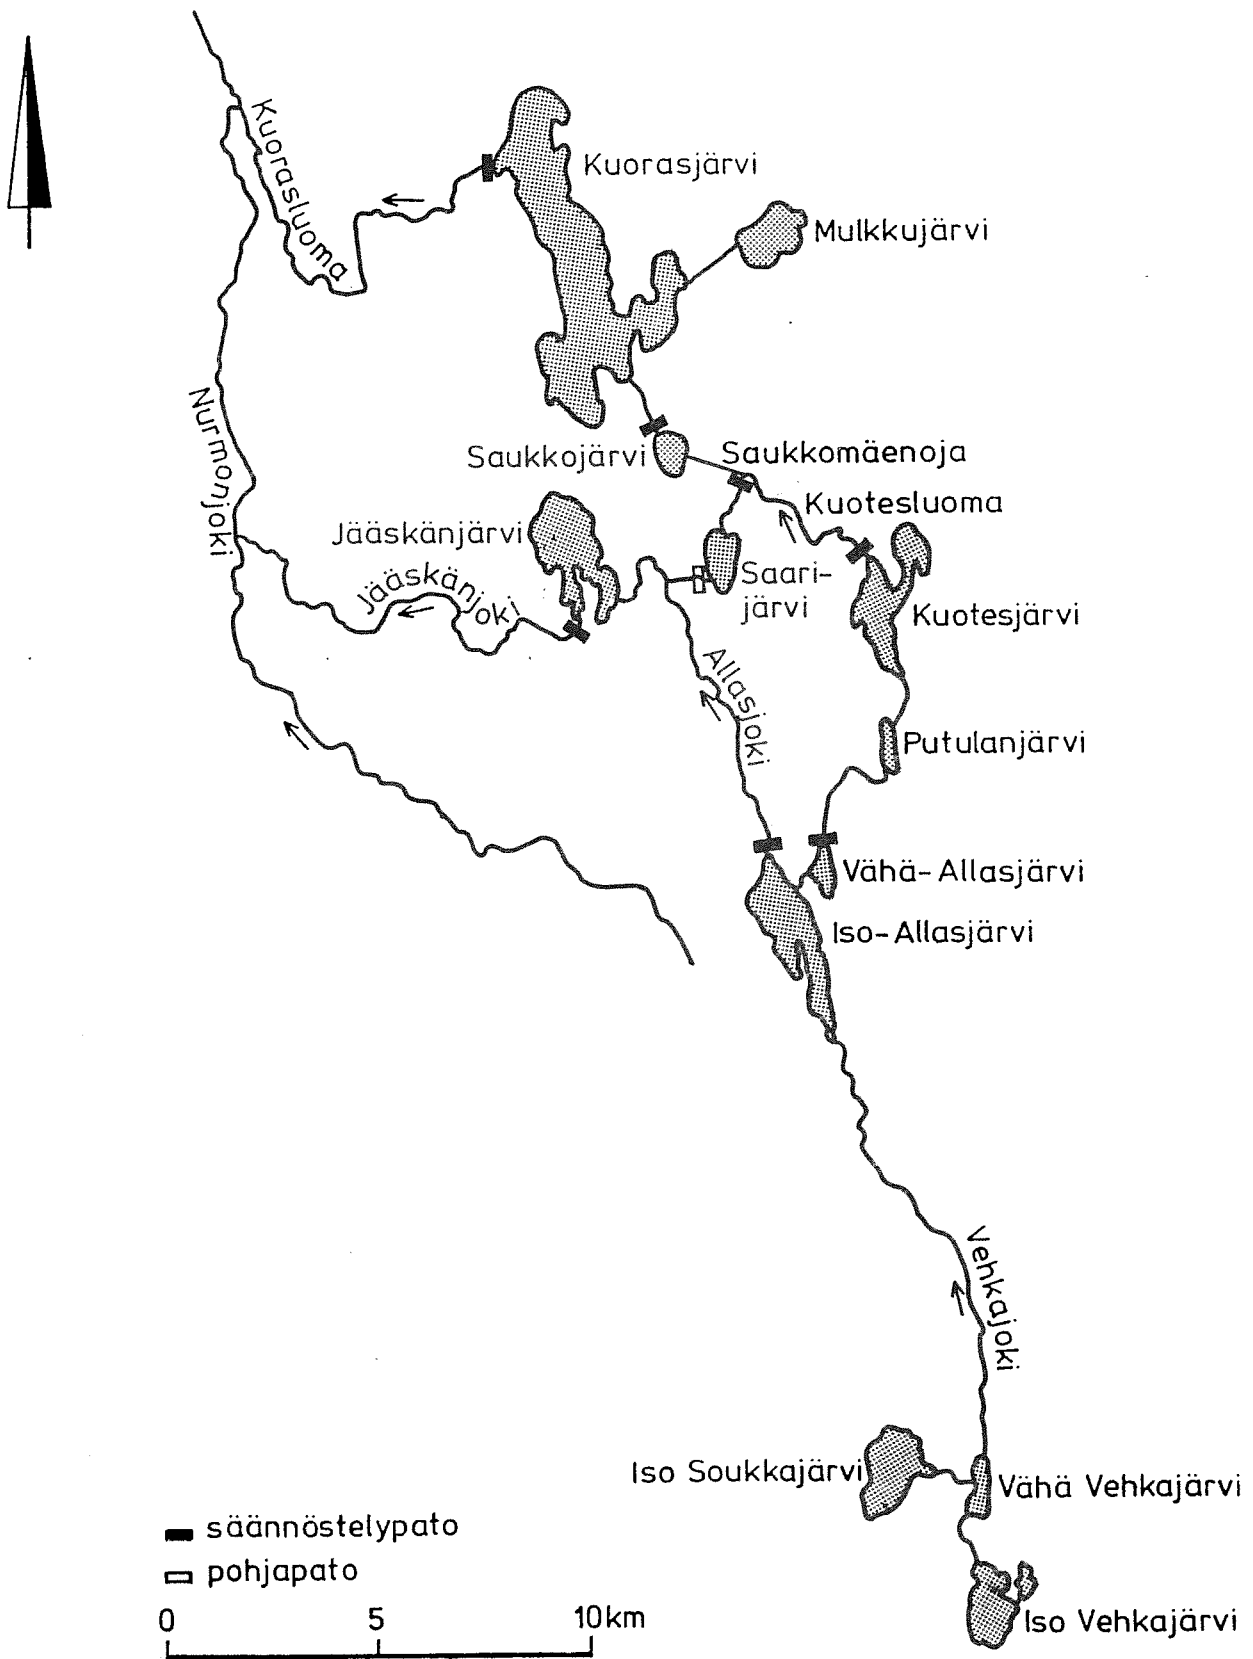 Kuorasluoma
Kuorasjärvi
Mulkkujärvi
Nurmonjoki
Saukkojärvi
Saukkomäenoja
Kuotesluoma
Jääskänjärvi
Jääskänjoki
Saari-
järvi
Kuotesjärvi
Allasjoki
Putulanjärvi
Vähä-Allasjärvi
Iso-Allasjärvi
Vehkajoki
Iso Soukkajärvi
Vähä Vehkajärvi
Iso Vehkajärvi
säännöstelypato
pohjapato
0 5 10km